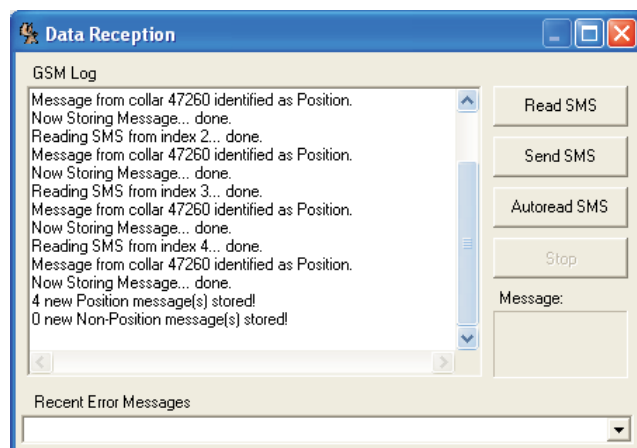 Data Reception
GSM Log
Message from collar 47260 identified as Position.
Now Storing Message... done.
Reading SMS from index 2... done.
Message from collar 47260 identified as Position.
Now Storing Message... done.
Reading SMS from index 3... done.
Message from collar 47260 identified as Position.
Now Storing Message... done.
Reading SMS from index 4... done.
Message from collar 47260 identified as Position.
Now Storing Message... done.
4 new Position message(s) stored!
0 new Non-Position message(s) stored!
Read SMS
Send SMS
Autoread SMS
Stop
Message:
Recent Error Messages